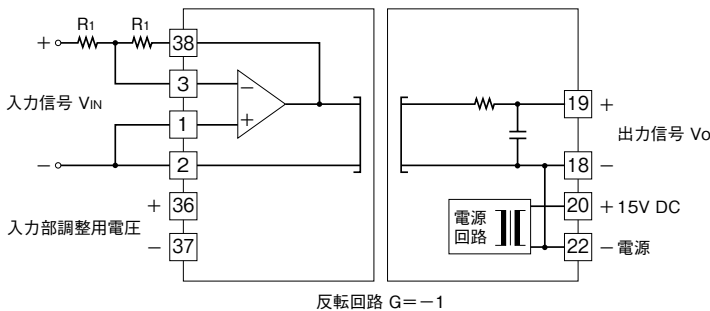 R1 R1
+ 38
3 −
入力信号 VIN
1 +
− 2
+ 36
入力部調整用電圧
− 37
19 +
出力信号 Vo
18 −
電源
回路
20 +15V DC
22 −電源
反転回路 G=−1